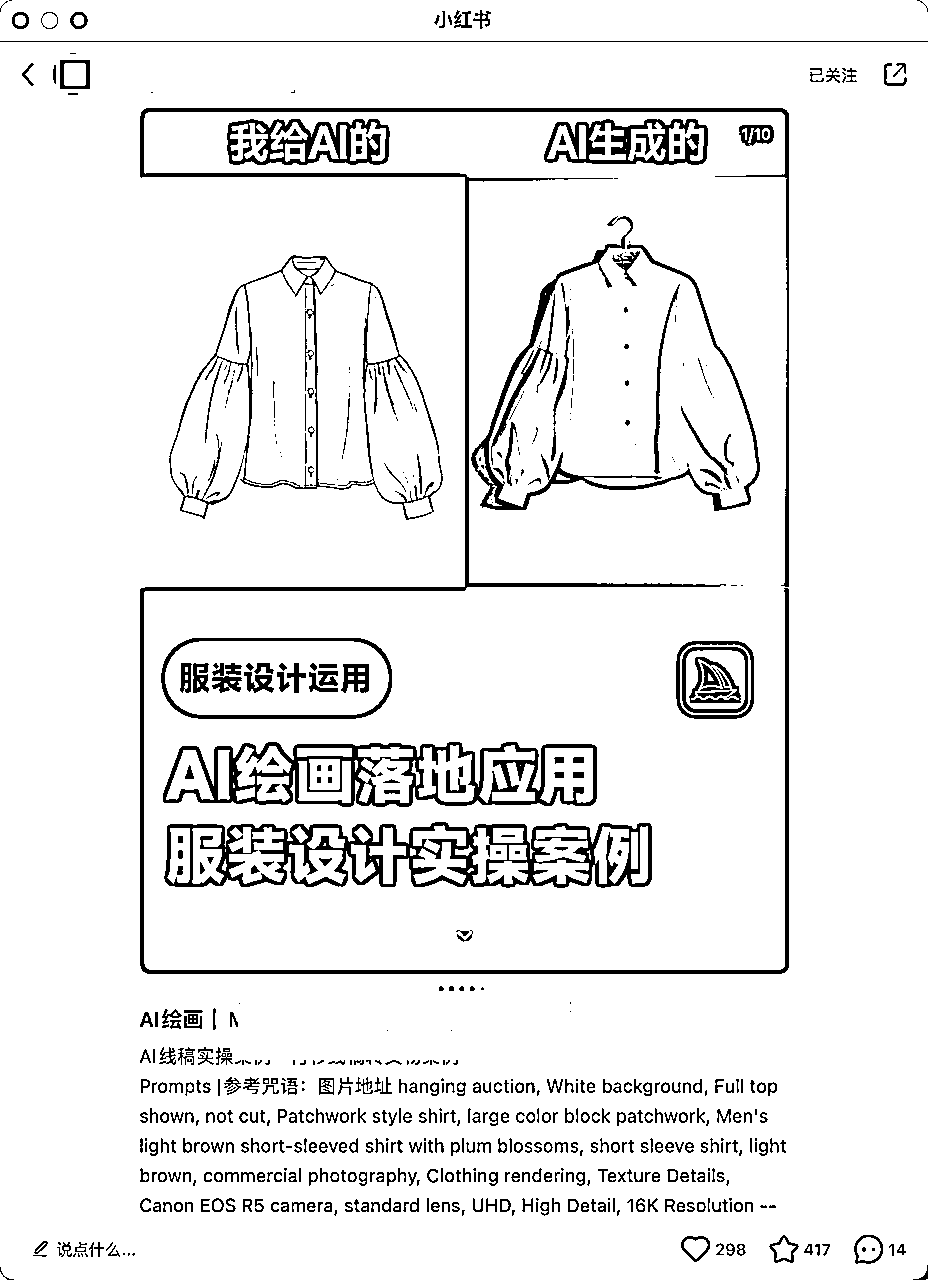 小红书
已关注
我给AI的
AI生成的
1/10
服装设计运用
AI绘画落地应用
服装设计实操案例
AI绘画 |
AI线稿实操
Prompts |参考咒语：图片地址 hanging auction, White background, Full top
shown, not cut, Patchwork style shirt, large color block patchwork, Men's
light brown short-sleeved shirt with plum blossoms, short sleeve shirt, light
brown, commercial photography, Clothing rendering, Texture Details,
Canon EOS R5 camera, standard lens, UHD, High Detail, 16K Resolution --
说点什么...
298
417
14